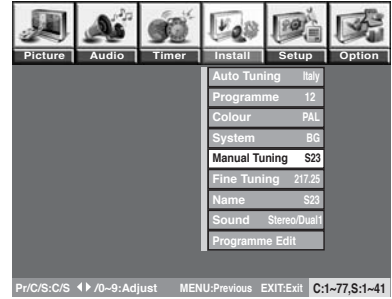 Picture Audio Timer Install Setup Option
Auto Tuning Italy
Programme 12
Colour PAL
System BG
Manual Tuning S23
Fine Tuning 217.25
Name S23
Sound Stereo/Dual1
Programme Edit
Pr/C/S:C/S ◄► /0~9:Adjust MENU:Previous EXIT:Exit C:1~77,S:1~41